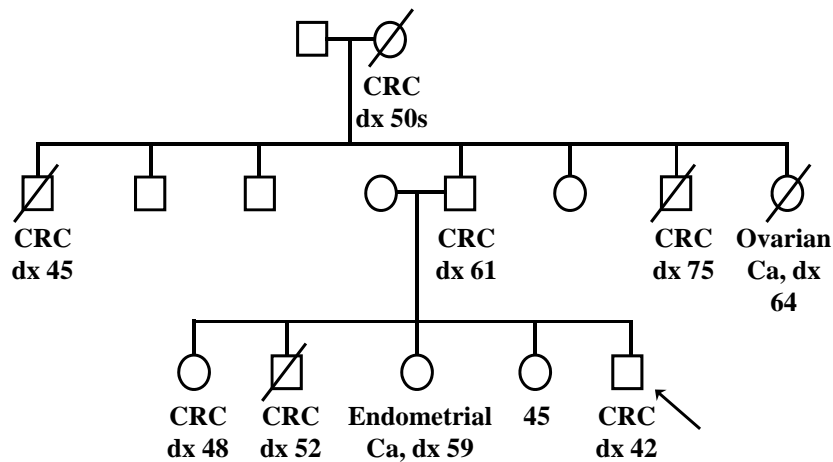 CRC
dx 50s
CRC
dx 45
CRC
dx 61
CRC
dx 75
Ovarian
Ca, dx
64
CRC
dx 48
CRC
dx 52
Endometrial
Ca, dx 59
45
CRC
dx 42